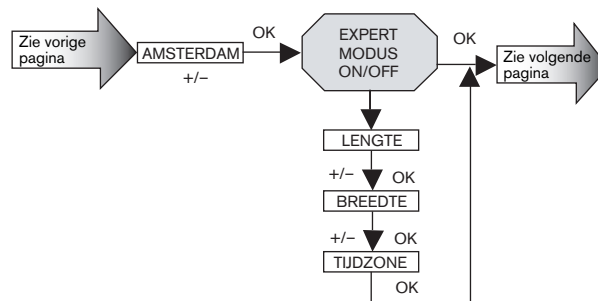 Zie vorige
pagina
AMSTERDAM
+/–
OK
EXPERT
MODUS
ON/OFF
OK
Zie volgende
pagina
LENGTE
+/– OK
BREEDTE
+/– OK
TIJDZONE
OK